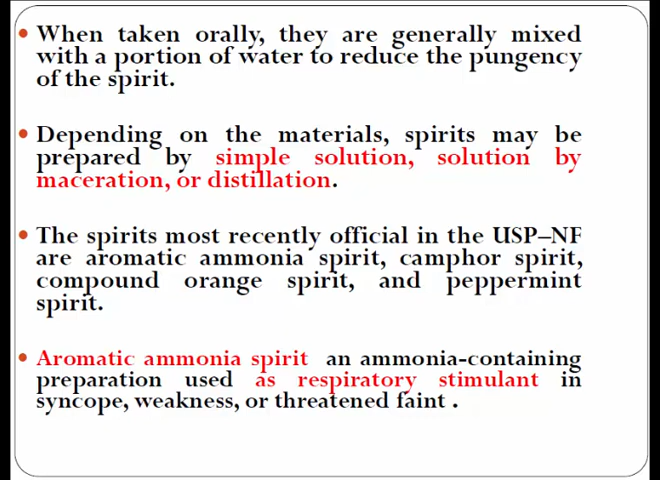 When taken orally, they are generally mixed
with a portion of water to reduce the pungency
of the spirit.
Depending on the materials, spirits may be
prepared by simple solution, solution by
maceration, or distillation.
The spirits most recently official in the USP–NF
are aromatic ammonia spirit, camphor spirit,
compound orange spirit, and peppermint
spirit.
Aromatic ammonia spirit an ammonia-containing
preparation used as respiratory stimulant in
syncope, weakness, or threatened faint .